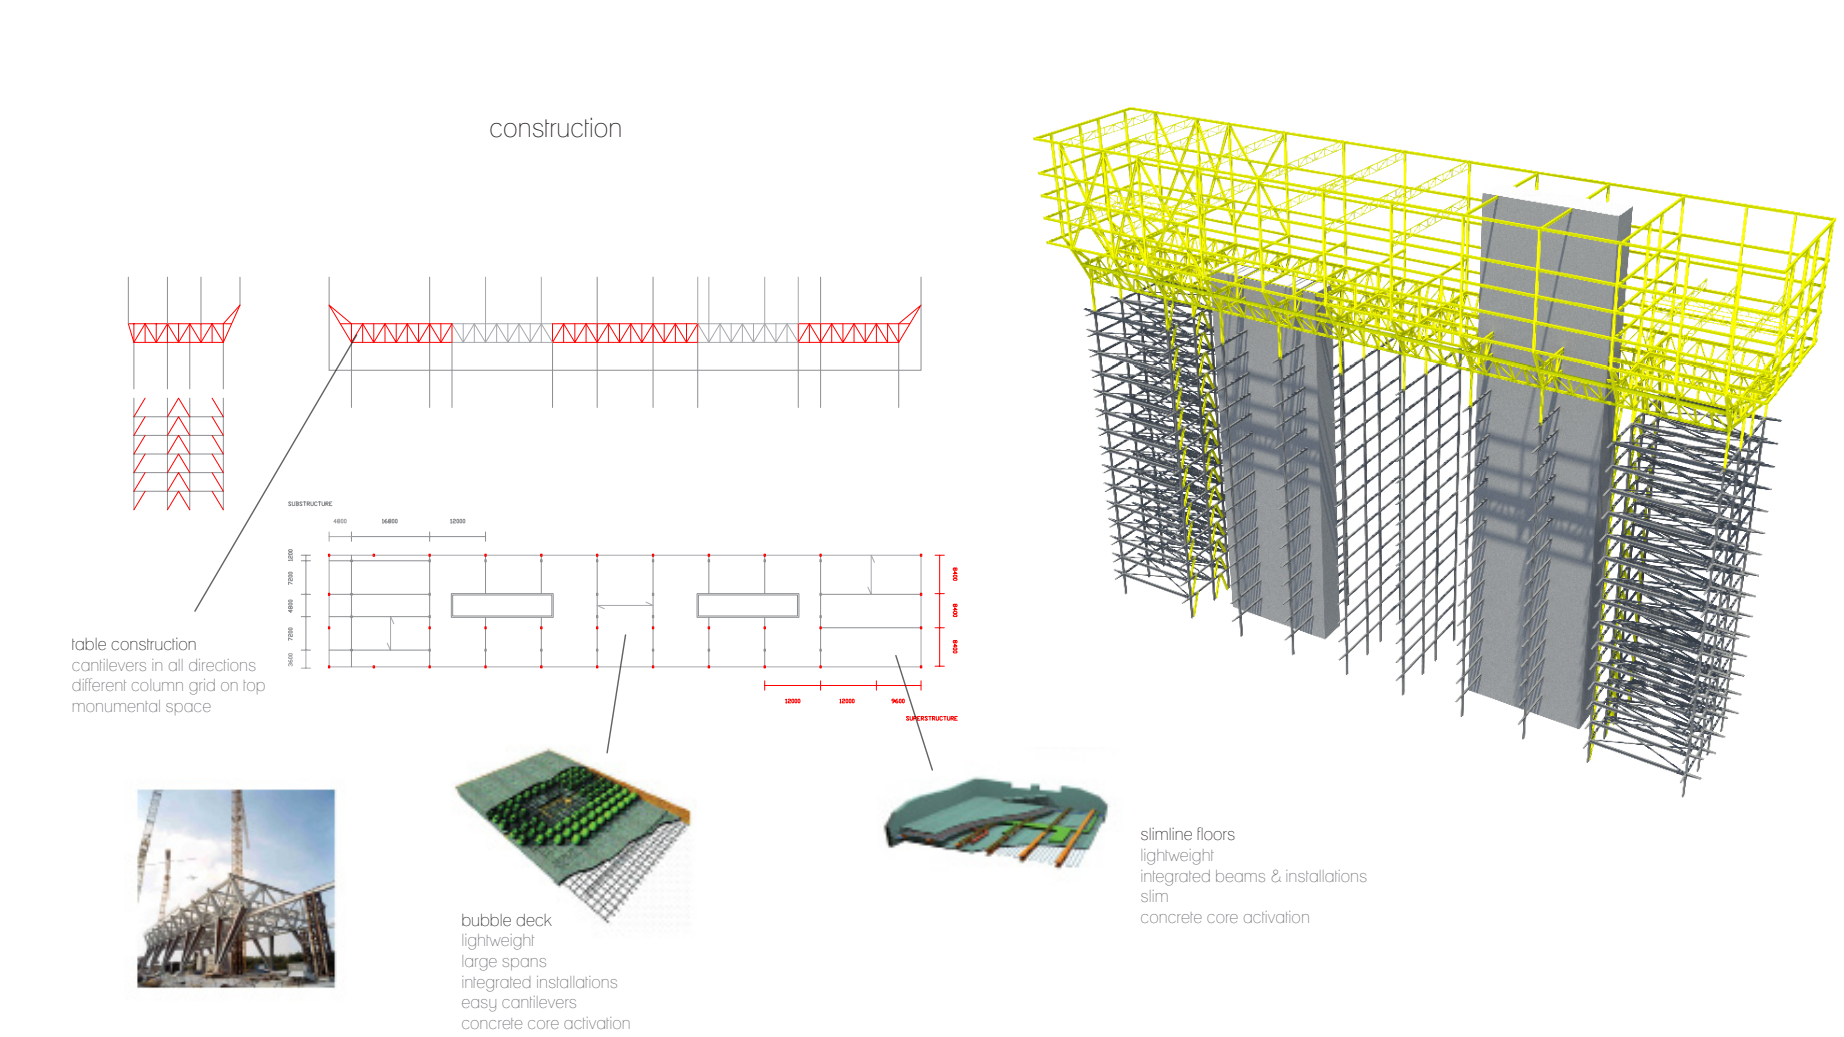 construction
SUBSTRUCTURE
4800 16800 12000
1200
7200
4800
7200
3600
8400
8400
8400
12000 12000 9600
SUPERSTRUCTURE
table construction
cantilevers in all directions
different column grid on top
monumental space
bubble deck
lightweight
large spans
integrated installations
easy cantilevers
concrete core activation
slimline floors
lightweight
integrated beams & installations
slim
concrete core activation